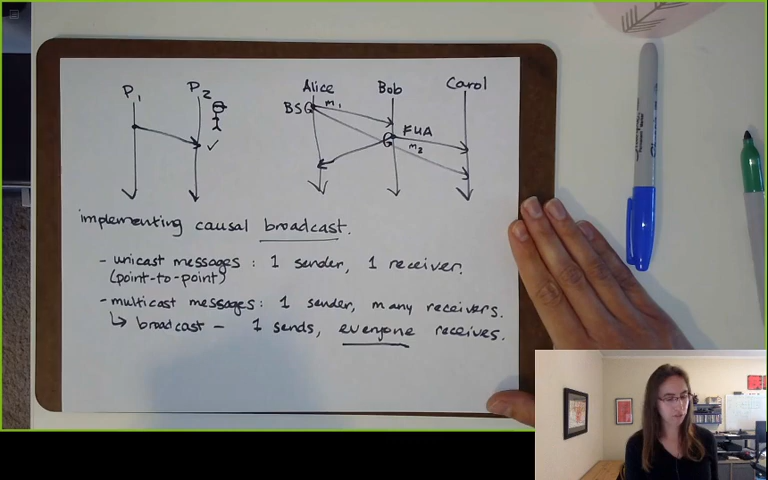 P1 P2
Alice Bob Carol
BS m1
FUA
m2
implementing causal broadcast.
- unicast messages : 1 sender, 1 receiver.
(point-to-point)
- multicast messages: 1 sender, many receivers.
↳ broadcast - 1 sends, everyone receives.